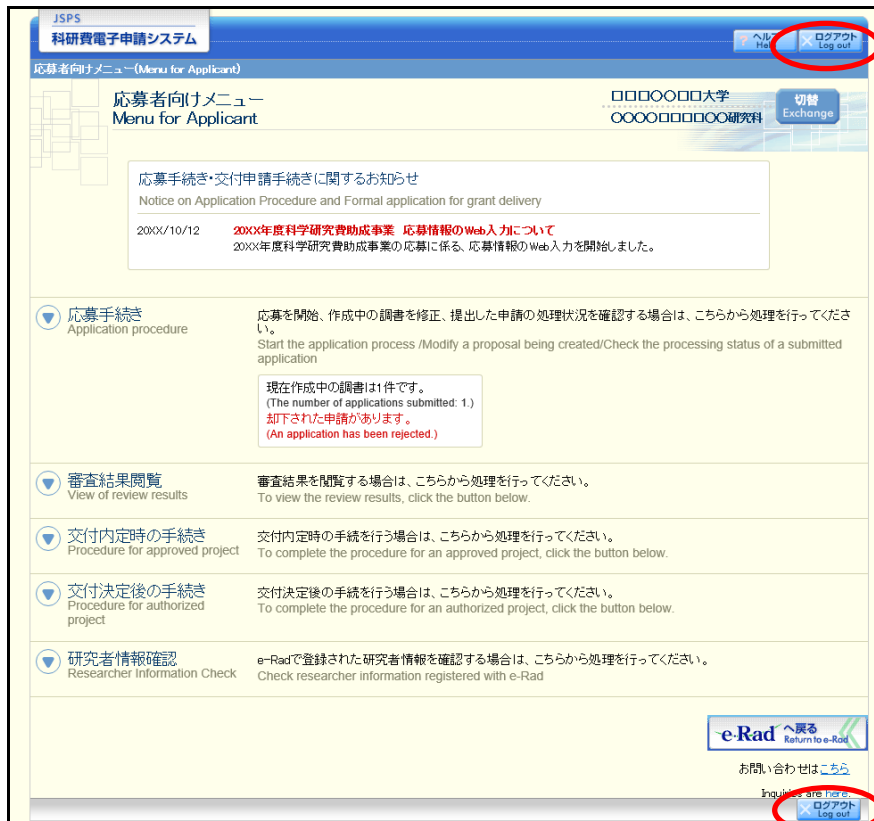 JSPS
科研費電子申請システム
ログアウト
Log out
応募者向けメニュー(Menu for Applicant)
応募者向けメニュー
Menu for Applicant
□□□○○□□大学
○○○○□□□□□○○研究科
切替
Exchange
応募手続き・交付申請手続きに関するお知らせ
Notice on Application Procedure and Formal application for grant delivery
20XX/10/12
20XX年度科学研究費助成事業 応募情報のWeb入力について
20XX年度科学研究費助成事業の応募に係る、応募情報のWeb入力を開始しました。
応募手続き
Application procedure
応募を開始、作成中の調書を修正、提出した申請の処理状況を確認する場合は、こちらから処理を行ってくださ
い。
Start the application process /Modify a proposal being created/Check the processing status of a submitted
application
現在作成中の調書は1件です。
(The number of applications submitted: 1.)
却下された申請があります。
(An application has been rejected.)
審査結果閲覧
View of review results
審査結果を閲覧する場合は、こちらから処理を行ってください。
To view the review results, click the button below.
交付内定時の手続き
Procedure for approved project
交付内定時の手続を行う場合は、こちらから処理を行ってください。
To complete the procedure for an approved project, click the button below.
交付決定後の手続き
Procedure for authorized
project
交付決定後の手続を行う場合は、こちらから処理を行ってください。
To complete the procedure for an authorized project, click the button below.
研究者情報確認
Researcher Information Check
e-Radで登録された研究者情報を確認する場合は、こちらから処理を行ってください。
Check researcher information registered with e-Rad
e-Rad へ戻る
Return to e-Rad
お問い合わせはこちら
Inquiries are here.
ログアウト
Log out